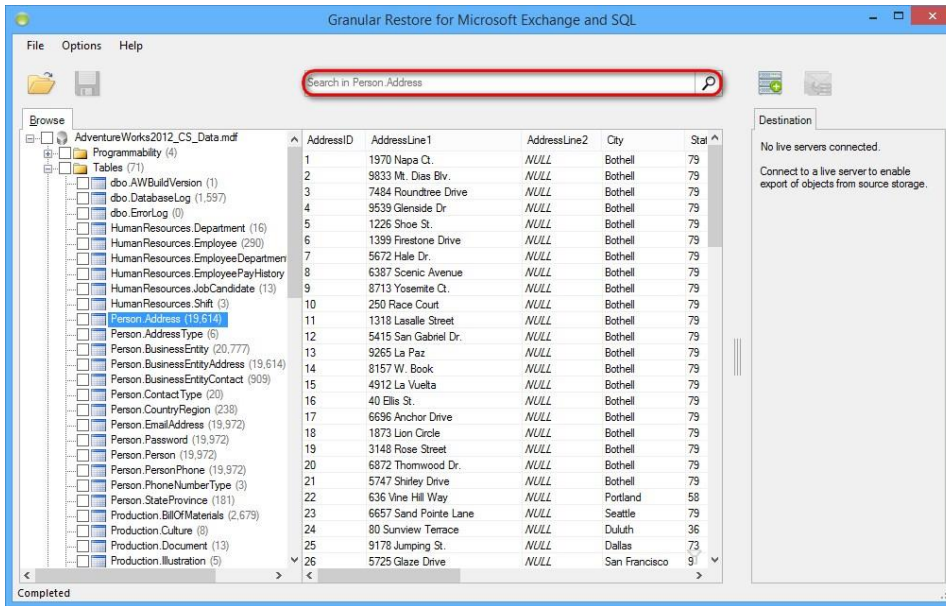 Granular Restore for Microsoft Exchange and SQL
File Options Help
Search in Person.Address
Browse
AdventureWorks2012_CS_Data.mdf
Programmability (4)
Tables (71)
dbo.AWBuildVersion (1)
dbo.DatabaseLog (1,597)
dbo.ErrorLog (0)
HumanResources.Department (16)
HumanResources.Employee (290)
HumanResources.EmployeeDepartment
HumanResources.EmployeePayHistory
HumanResources.JobCandidate (13)
HumanResources.Shift (3)
Person.Address (19,614)
Person.AddressType (6)
Person.BusinessEntity (20,777)
Person.BusinessEntityAddress (19,614)
Person.BusinessEntityContact (909)
Person.ContactType (20)
Person.CountryRegion (238)
Person.EmailAddress (19,972)
Person.Password (19,972)
Person.Person (19,972)
Person.PersonPhone (19,972)
Person.PhoneNumberType (3)
Person.StateProvince (181)
Production.BillOfMaterials (2,679)
Production.Culture (8)
Production.Document (13)
Production.Illustration (5)
AddressID AddressLine1 AddressLine2 City Stat
1 1970 Napa Ct. NULL Bothell 79
2 9833 Mt. Dias Blv. NULL Bothell 79
3 7484 Roundtree Drive NULL Bothell 79
4 9539 Glenside Dr NULL Bothell 79
5 1226 Shoe St. NULL Bothell 79
6 1399 Firestone Drive NULL Bothell 79
7 5672 Hale Dr. NULL Bothell 79
8 6387 Scenic Avenue NULL Bothell 79
9 8713 Yosemite Ct. NULL Bothell 79
10 250 Race Court NULL Bothell 79
11 1318 Lasalle Street NULL Bothell 79
12 5415 San Gabriel Dr. NULL Bothell 79
13 9265 La Paz NULL Bothell 79
14 8157 W. Book NULL Bothell 79
15 4912 La Vuelta NULL Bothell 79
16 40 Ellis St. NULL Bothell 79
17 6696 Anchor Drive NULL Bothell 79
18 1873 Lion Circle NULL Bothell 79
19 3148 Rose Street NULL Bothell 79
20 6872 Thornwood Dr. NULL Bothell 79
21 5747 Shirley Drive NULL Bothell 79
22 636 Vine Hill Way NULL Portland 58
23 6657 Sand Pointe Lane NULL Seattle 79
24 80 Sunview Terrace NULL Duluth 36
25 9178 Jumping St. NULL Dallas 73
26 5725 Glaze Drive NULL San Francisco 9
Destination
No live servers connected.
Connect to a live server to enable
export of objects from source storage.
Completed